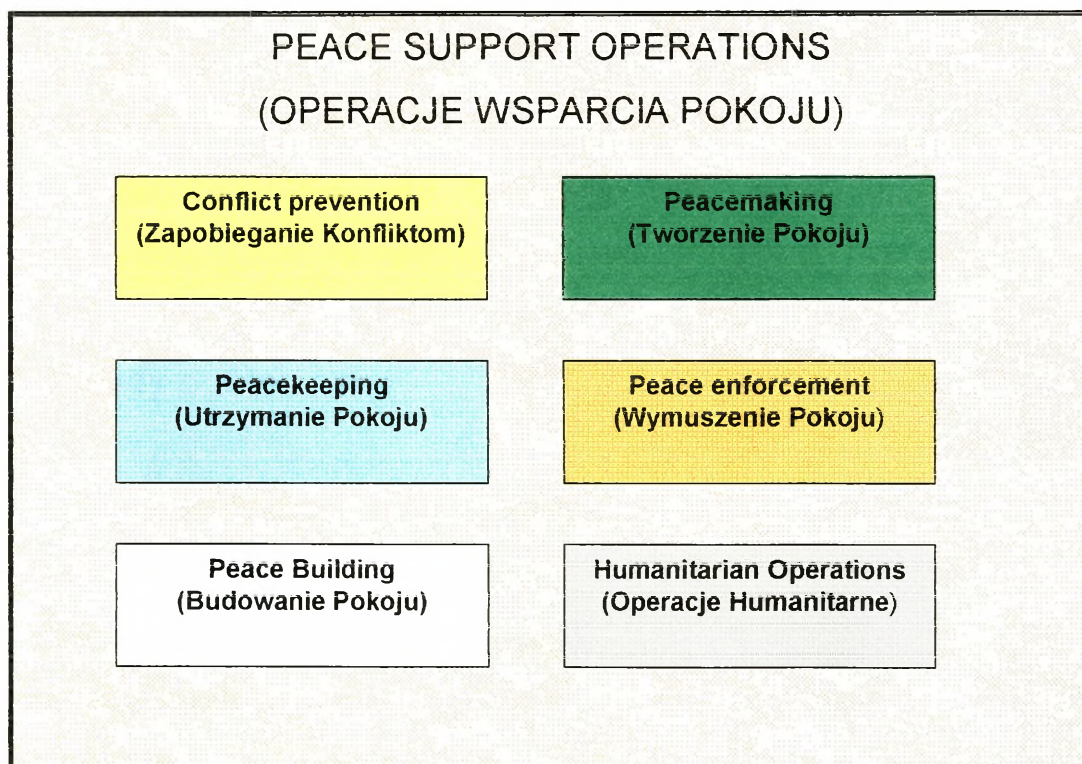 PEACE SUPPORT OPERATIONS
(OPERACJE WSPARCIA POKOJU)
Conflict prevention
(Zapobieganie Konfliktom)
Peacemaking
(Tworzenie Pokoju)
Peacekeeping
(Utrzymanie Pokoju)
Peace enforcement
(Wymuszenie Pokoju)
Peace Building
(Budowanie Pokoju)
Humanitarian Operations
(Operacje Humanitarne)